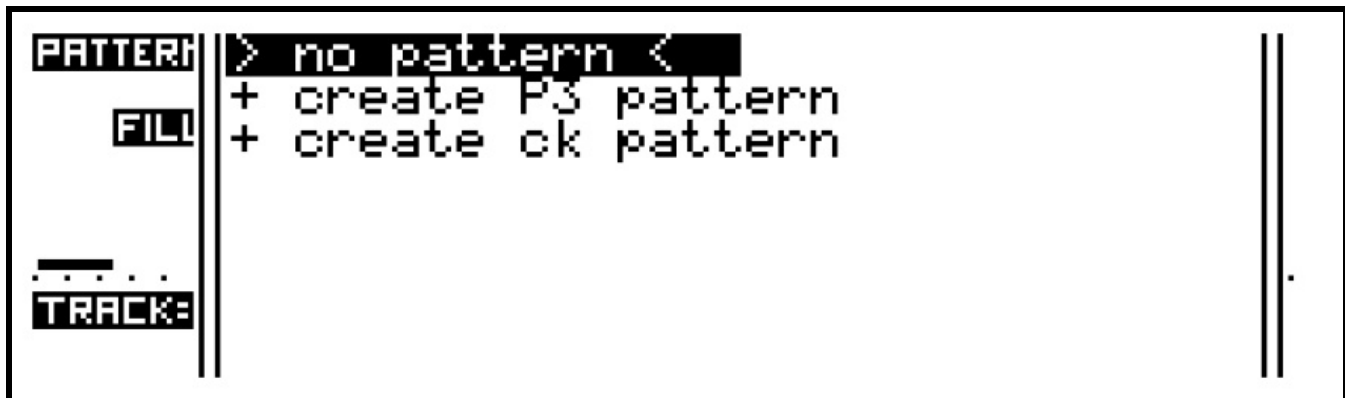 PATTERN
> no pattern <
+ create P3 pattern
FILL
+ create ck pattern
TRACK: